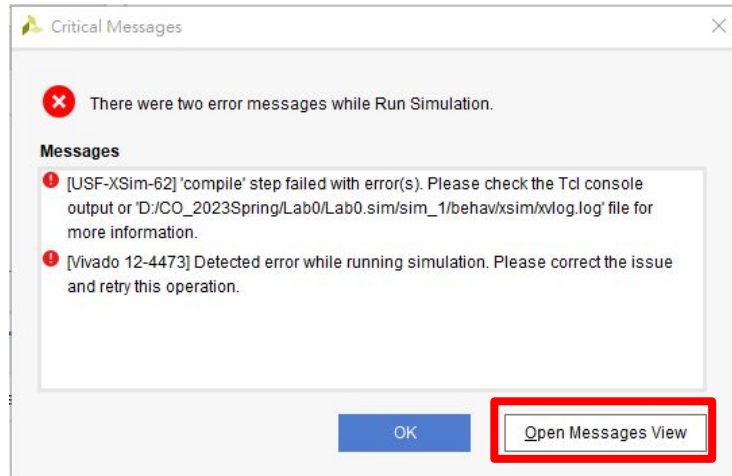 Critical Messages
There were two error messages while Run Simulation.
Messages
[USF-XSim-62] 'compile' step failed with error(s). Please check the Tcl console
output or 'D:/CO_2023Spring/Lab0/Lab0.sim/sim_1/behav/xsim/xvlog.log' file for
more information.
[Vivado 12-4473] Detected error while running simulation. Please correct the issue
and retry this operation.
OK
Open Messages View